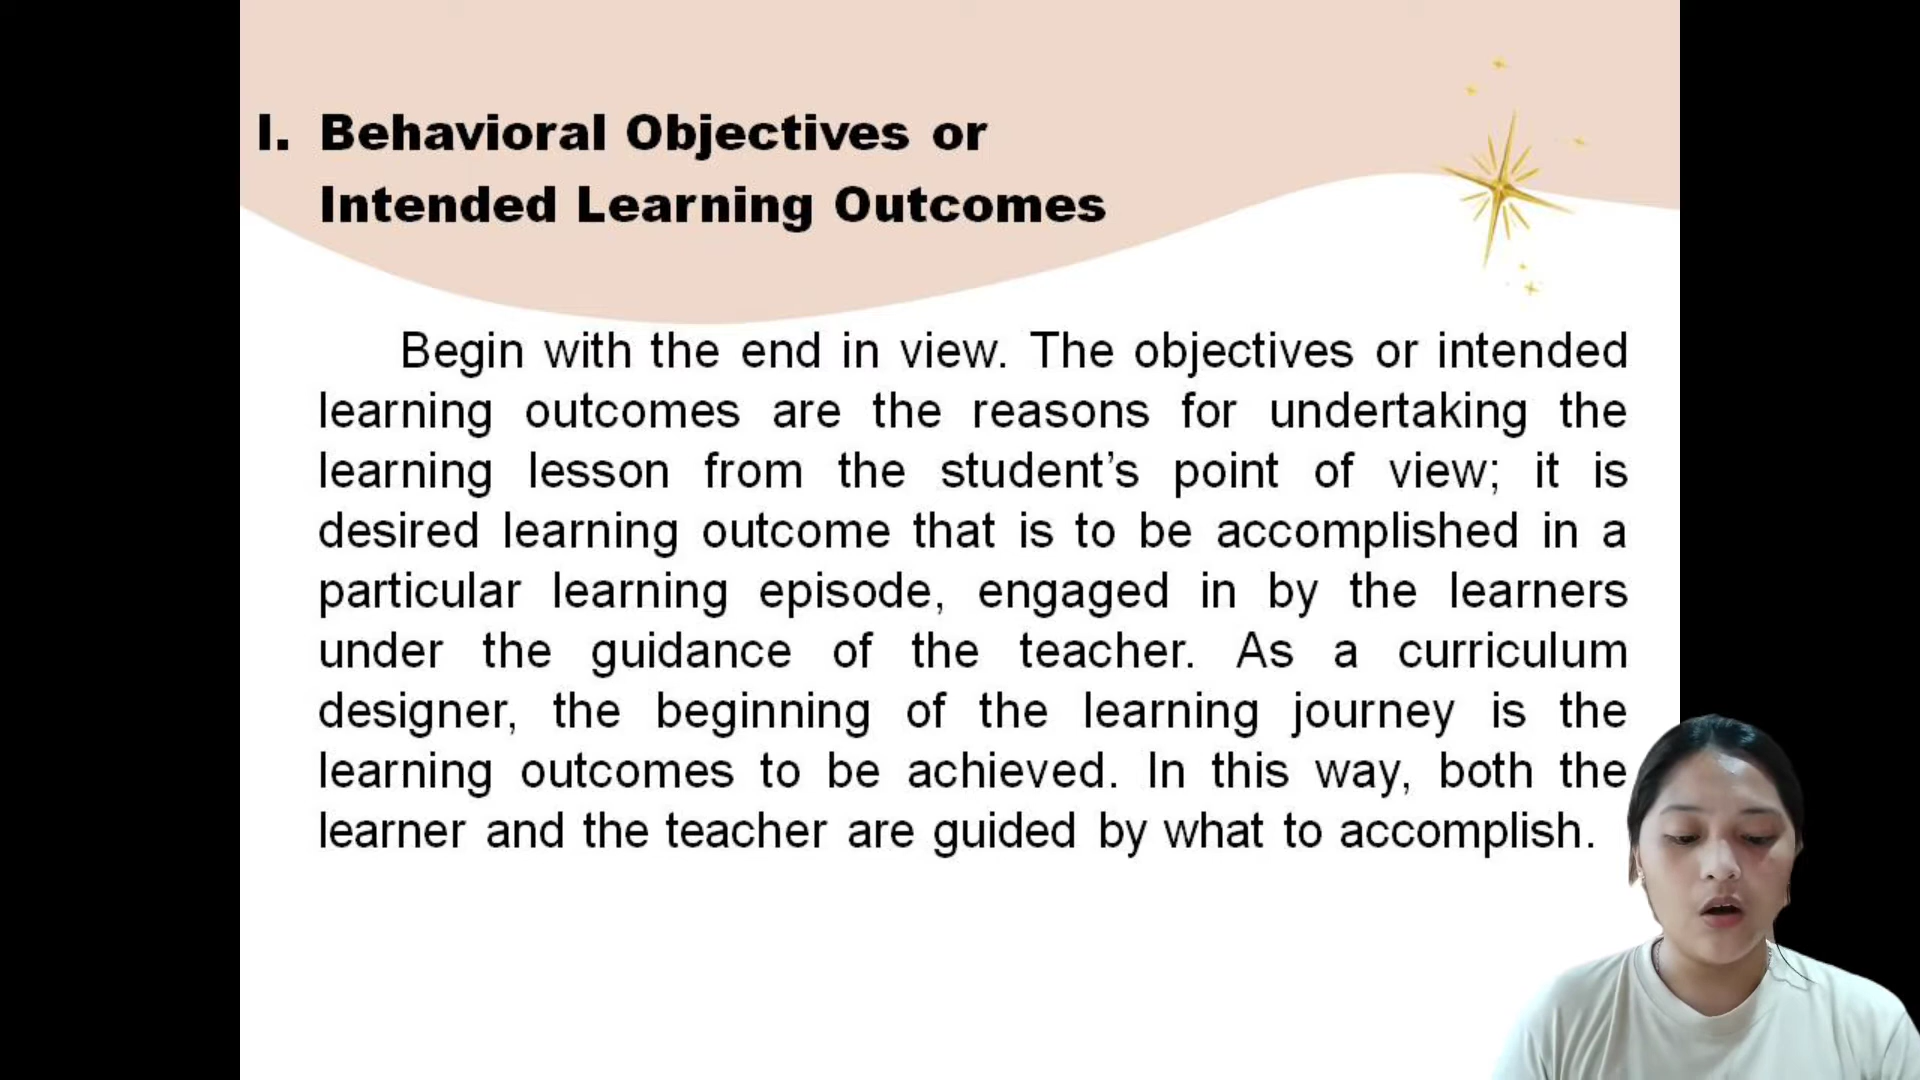 I. Behavioral Objectives or
Intended Learning Outcomes
Begin with the end in view. The objectives or intended
learning outcomes are the reasons for undertaking the
learning lesson from the student’s point of view; it is
desired learning outcome that is to be accomplished in a
particular learning episode, engaged in by the learners
under the guidance of the teacher. As a curriculum
designer, the beginning of the learning journey is the
learning outcomes to be achieved. In this way, both the
learner and the teacher are guided by what to accomplish.